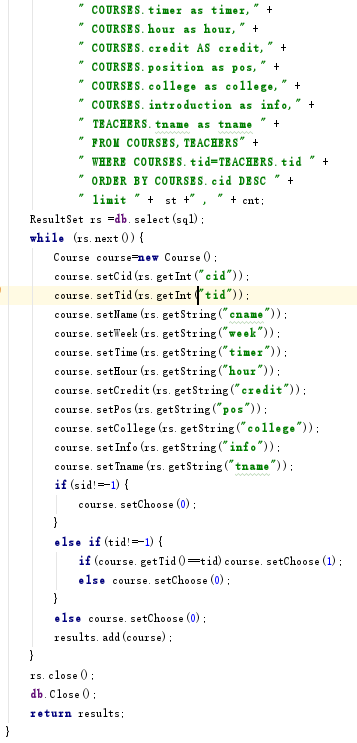 " COURSES.timer as timer," +
" COURSES.hour as hour," +
" COURSES.credit AS credit," +
" COURSES.position as pos," +
" COURSES.college as college," +
" COURSES.introduction as info," +
" TEACHERS.tname as tname " +
" FROM COURSES,TEACHERS" +
" WHERE COURSES.tid=TEACHERS.tid " +
" ORDER BY COURSES.cid DESC " +
" limit " + st +" , " + cnt;
ResultSet rs =db.select(sql);
while (rs.next()){
Course course=new Course();
course.setCid(rs.getInt("cid"));
course.setTid(rs.getInt("tid"));
course.setName(rs.getString("cname"));
course.setWeek(rs.getString("week"));
course.setTime(rs.getString("timer"));
course.setHour(rs.getString("hour"));
course.setCredit(rs.getString("credit"));
course.setPos(rs.getString("pos"));
course.setCollege(rs.getString("college"));
course.setInfo(rs.getString("info"));
course.setTname(rs.getString("tname"));
if(sid!=-1){
course.setChoose(0);
}
else if(tid!=-1){
if(course.getTid()==tid)course.setChoose(1);
else course.setChoose(0);
}
else course.setChoose(0);
results.add(course);
}
rs.close();
db.Close();
return results;
}